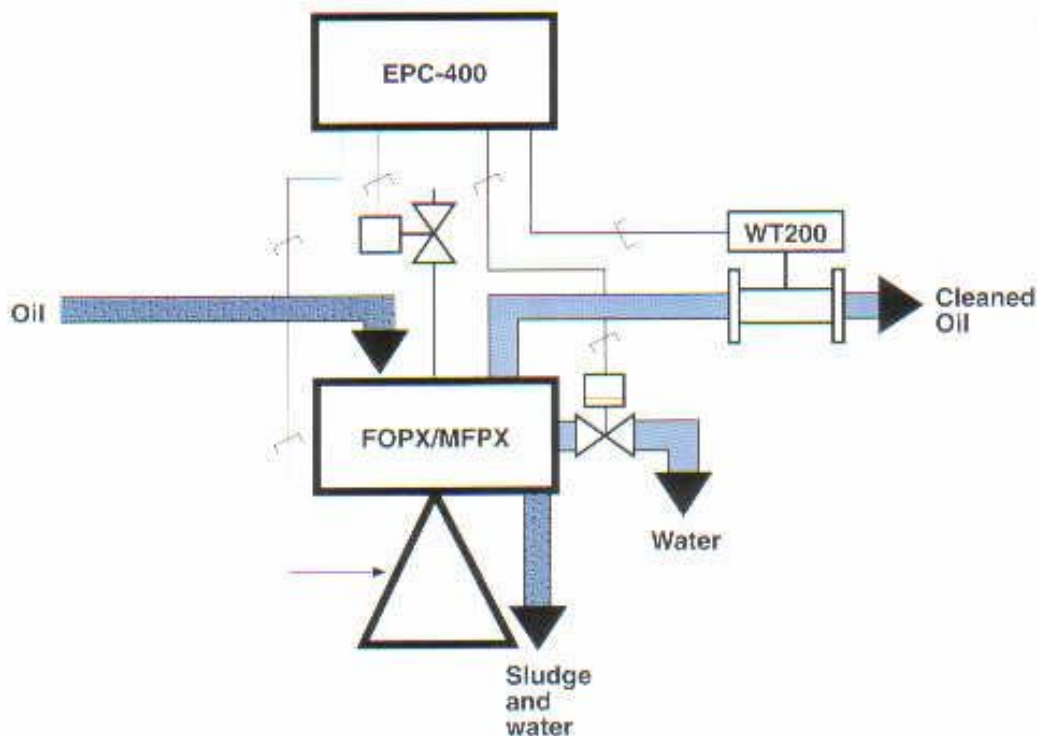 EPC-400
WT200
Oil
Cleaned
Oil
FOPX/MFPX
Water
Sludge
and
water